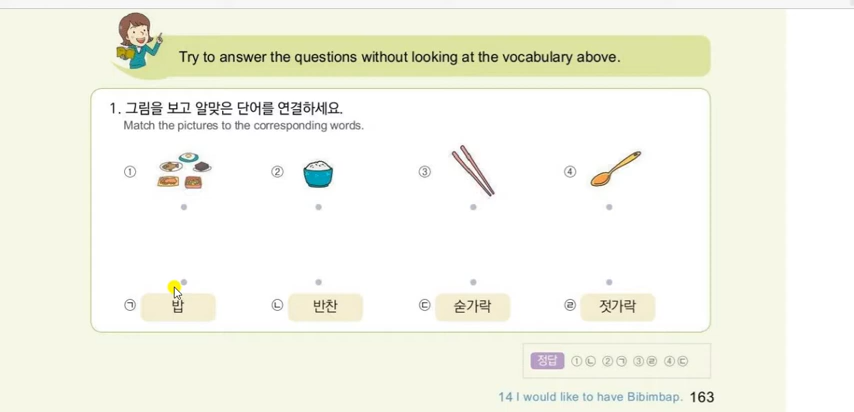 Try to answer the questions without looking at the vocabulary above.
1. 그림을 보고 알맞은 단어를 연결하세요.
Match the pictures to the corresponding words.
① ② ③ ④
㉠ 밥 ㉡ 반찬 ㉢ 숟가락 ㉣ 젓가락
정답 ①㉡ ②㉠ ③㉣ ④㉢
14 I would like to have Bibimbap. 163